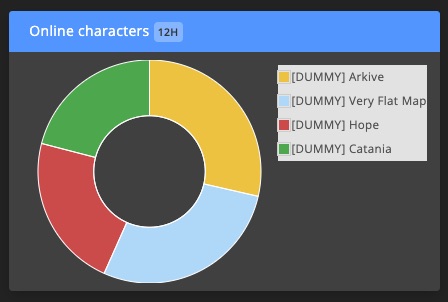 Online characters 12H
[DUMMY] Arkive
[DUMMY] Very Flat Map
[DUMMY] Hope
[DUMMY] Catania